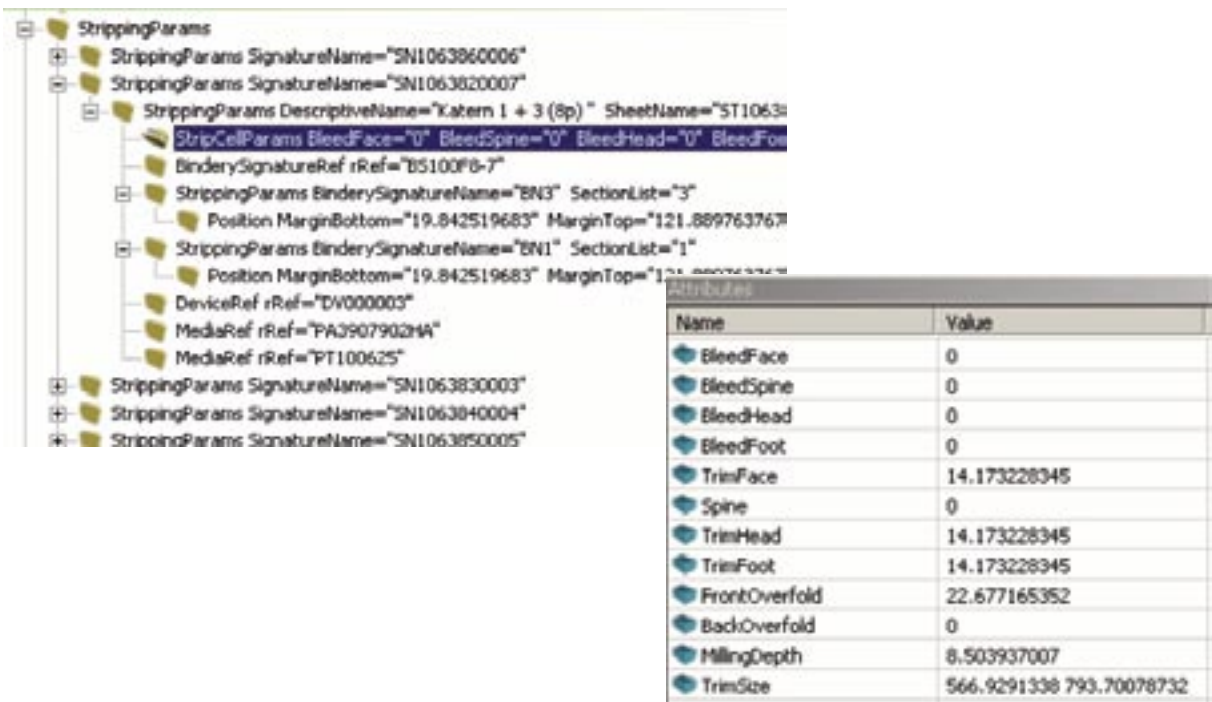 StrippingParams
StrippingParams SignatureName="SN1063860006"
StrippingParams SignatureName="SN1063820007"
StrippingParams DescriptiveName="Katern 1 + 3 (8p)" SheetName="ST1063
StripCellParams BleedFace="0" BleedSpine="0" BleedHead="0" BleedFoo
BinderySignatureRef rRef="BS100F8-7"
StrippingParams BinderySignatureName="BN3" SectionList="3"
Position MarginBottom="19.842519683" MarginTop="121.889763767
StrippingParams BinderySignatureName="BN1" SectionList="1"
Position MarginBottom="19.842519683" MarginTop="121.889763767
DeviceRef rRef="DV000003"
MediaRef rRef="PA3907902HA"
MediaRef rRef="PT100625"
StrippingParams SignatureName="SN1063830003"
StrippingParams SignatureName="SN1063840004"
StrippingParams SignatureName="SN1063850005"
Attributes
Name Value
BleedFace 0
BleedSpine 0
BleedHead 0
BleedFoot 0
TrimFace 14.173228345
Spine 0
TrimHead 14.173228345
TrimFoot 14.173228345
FrontOverfold 22.677165352
BackOverfold 0
MillingDepth 8.503937007
TrimSize 566.9291338 793.70078732